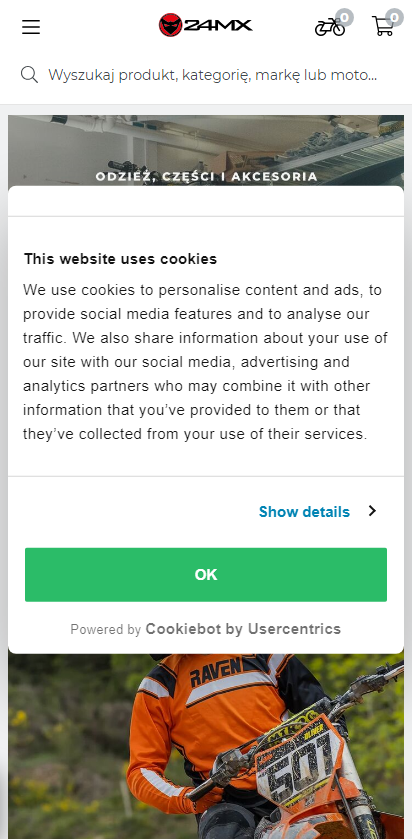 24MX
0
0
Wyszukaj produkt, kategorię, markę lub moto...
ODZIEŻ, CZĘŚCI I AKCESORIA
This website uses cookies
We use cookies to personalise content and ads, to
provide social media features and to analyse our
traffic. We also share information about your use of
our site with our social media, advertising and
analytics partners who may combine it with other
information that you've provided to them or that
they've collected from your use of their services.
Show details
OK
Powered by Cookiebot by Usercentrics
RAVEN
501